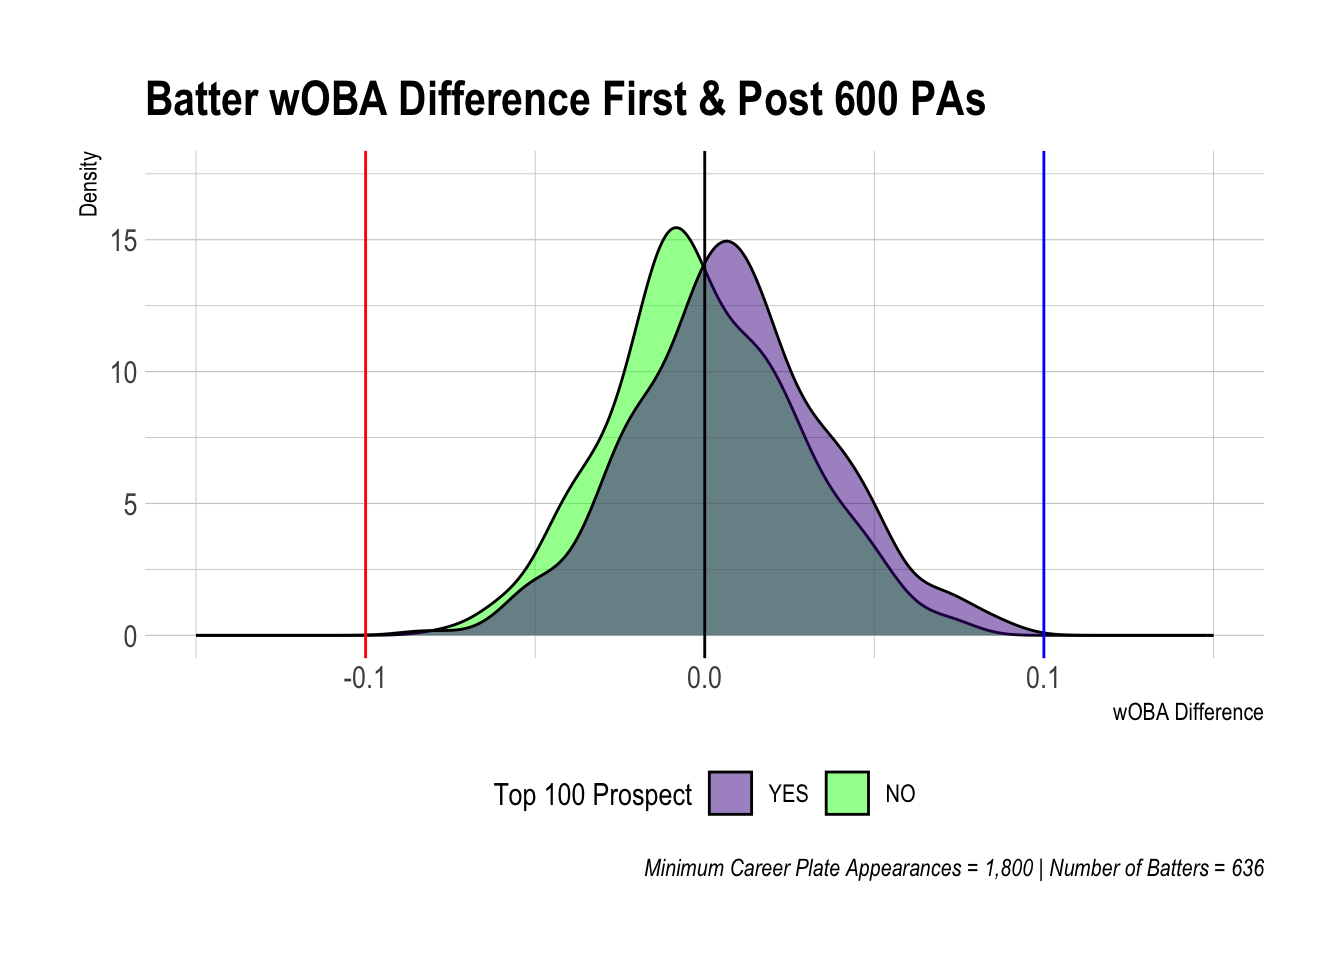 Batter wOBA Difference First & Post 600 PAs
Density
15
10
5
0
-0.1
0.0
0.1
wOBA Difference
Top 100 Prospect YES NO
Minimum Career Plate Appearances = 1,800 | Number of Batters = 636